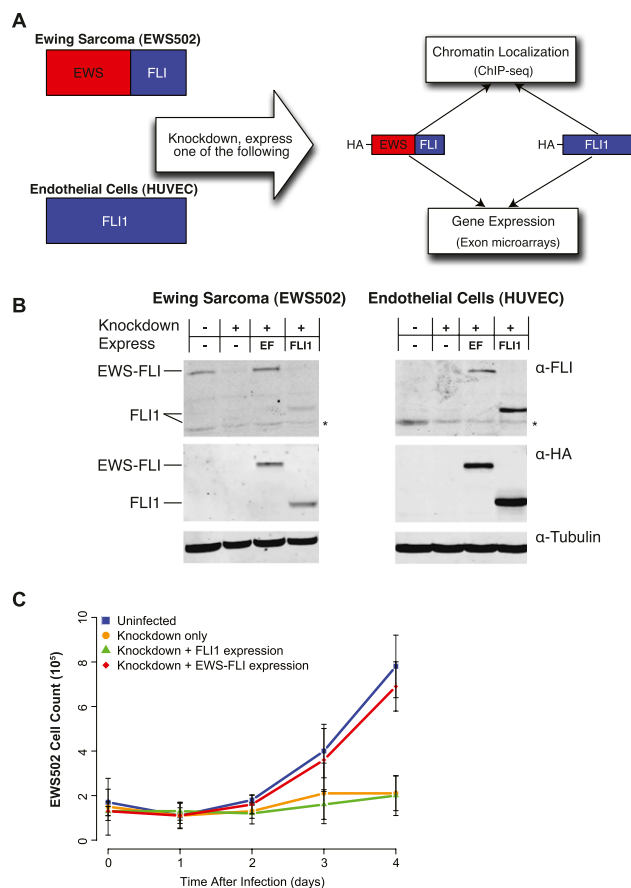 A
Ewing Sarcoma (EWS502)
EWS
FLI
Endothelial Cells (HUVEC)
FLI1
Knockdown, express
one of the following
Chromatin Localization
(ChIP-seq)
HA
EWS
FLI
HA
FLI1
Gene Expression
(Exon microarrays)
B
Ewing Sarcoma (EWS502)
Endothelial Cells (HUVEC)
Knockdown - + + + - + + +
Express - - EF FLI1 - - EF FLI1
EWS-FLI
α-FLI
FLI1
*
*
EWS-FLI
α-HA
FLI1
α-Tubulin
C
Uninfected
Knockdown only
Knockdown + FLI1 expression
Knockdown + EWS-FLI expression
EWS502 Cell Count (10⁵)
10
8
6
4
2
0
0 1 2 3 4
Time After Infection (days)